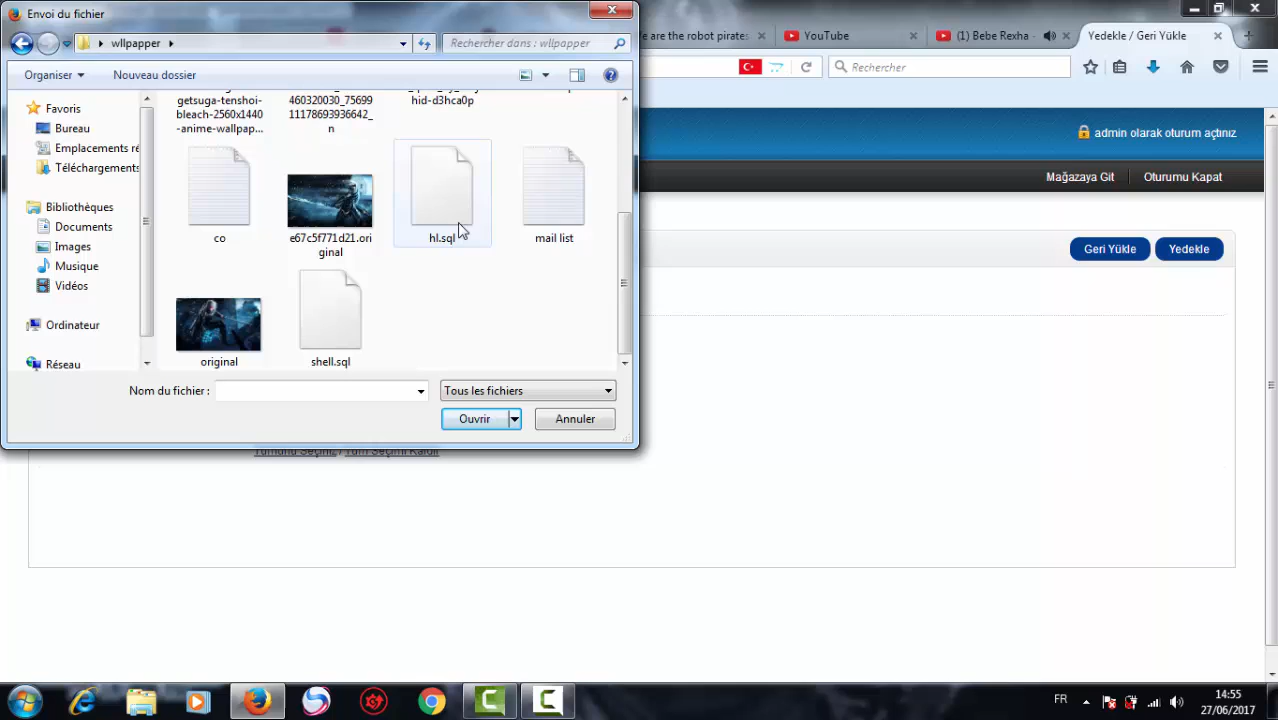 Envoi du fichier
wllpapper
Rechercher dans : wllpapper
Organiser
Nouveau dossier
Favoris
Bureau
Emplacements ré
Téléchargements
Bibliothèques
Documents
Images
Musique
Vidéos
Ordinateur
Réseau
getsuga-tenshoi-
bleach-2560x1440
-anime-wallpap...
460320030_75699
11178693936642_
n
hid-d3hca0p
co
e67c5f771d21.ori
ginal
hl.sql
mail list
original
shell.sql
Nom du fichier :
Tous les fichiers
Ouvrir
Annuler
e are the robot pirates
YouTube
(1) Bebe Rexha -
Yedekle / Geri Yükle
Rechercher
admin olarak oturum açtınız
Mağazaya Git
Oturumu Kapat
Geri Yükle
Yedekle
FR
14:55
27/06/2017